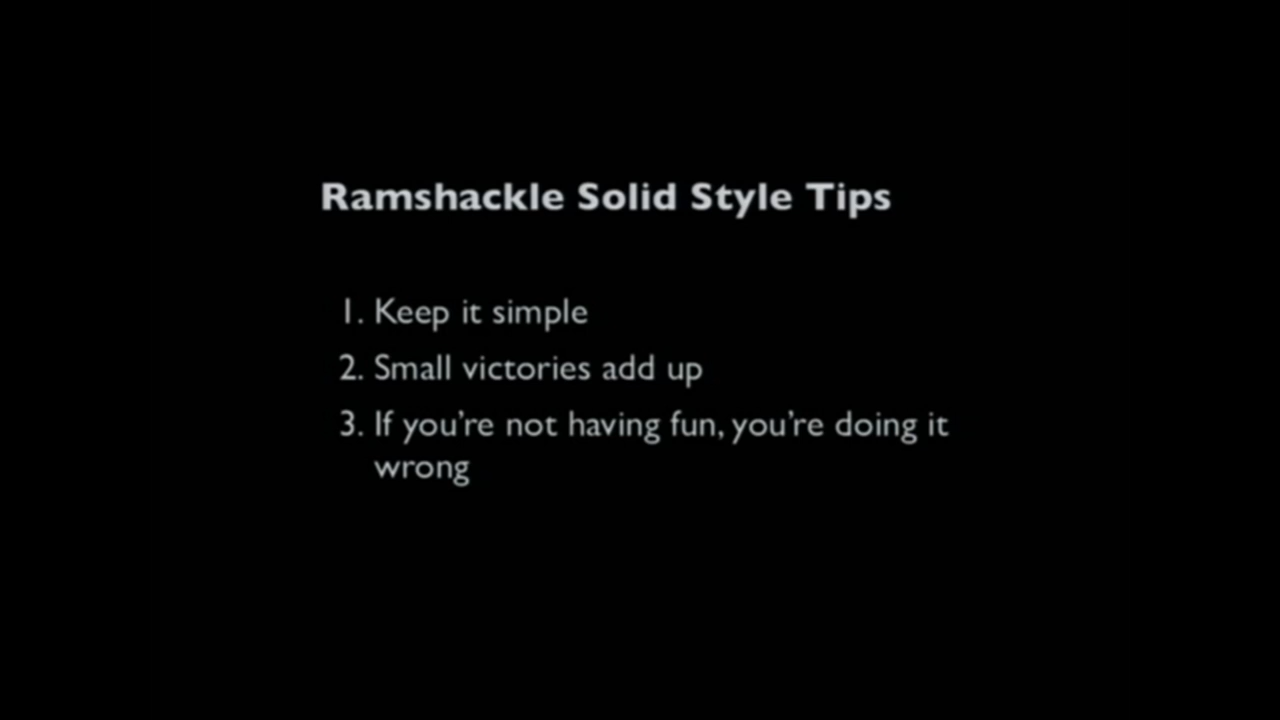 Ramshackle Solid Style Tips
1. Keep it simple
2. Small victories add up
3. If you’re not having fun, you’re doing it
wrong